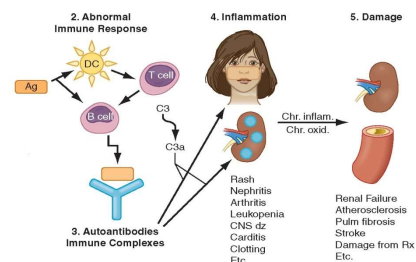 2. Abnormal
Immune Response
DC
T cell
Ag
B cell
C3
C3a
3. Autoantibodies
Immune Complexes
4. Inflammation
Rash
Nephritis
Arthritis
Leukopenia
CNS dz
Carditis
Clotting
Etc
Chr. inflam.
Chr. oxid.
5. Damage
Renal Failure
Atherosclerosis
Pulm fibrosis
Stroke
Damage from Rx
Etc.